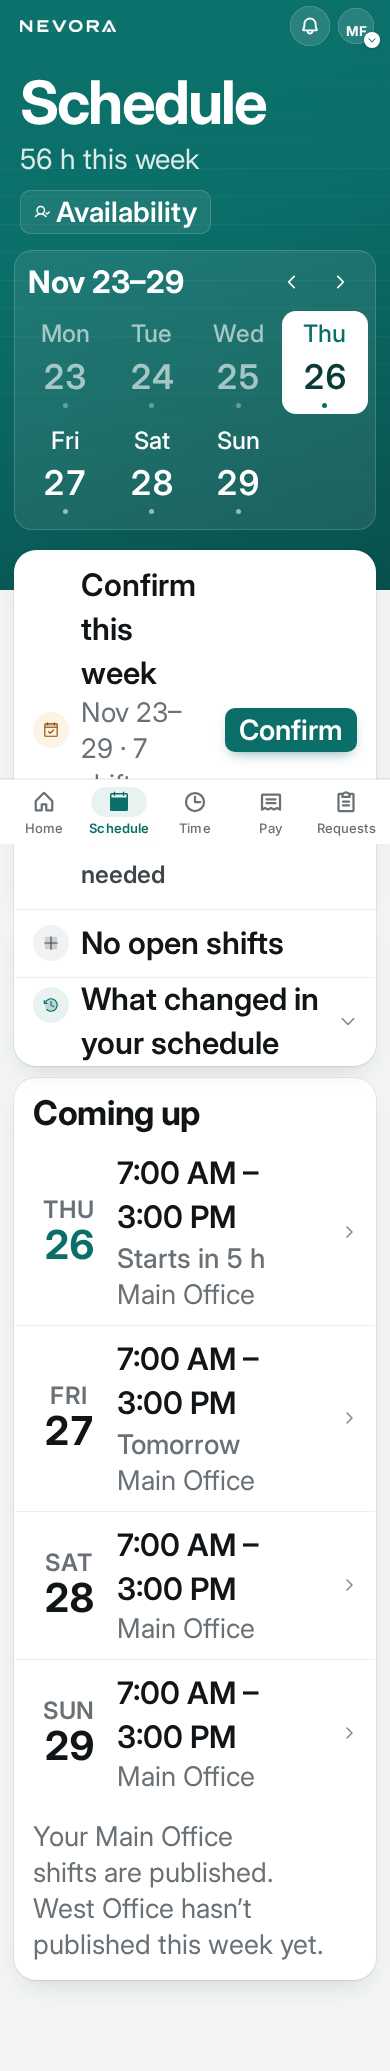 NEVORA
MF
Schedule
56 h this week
Availability
Nov 23–29
Mon Tue Wed Thu
23 24 25 26
Fri Sat Sun
27 28 29
Confirm
this
week
Nov 23–
29 · 7
Confirm
Home Schedule Time Pay Requests
needed
No open shifts
What changed in
your schedule
Coming up
THU
26
7:00 AM –
3:00 PM
Starts in 5 h
Main Office
FRI
27
7:00 AM –
3:00 PM
Tomorrow
Main Office
SAT
28
7:00 AM –
3:00 PM
Main Office
SUN
29
7:00 AM –
3:00 PM
Main Office
Your Main Office
shifts are published.
West Office hasn’t
published this week yet.